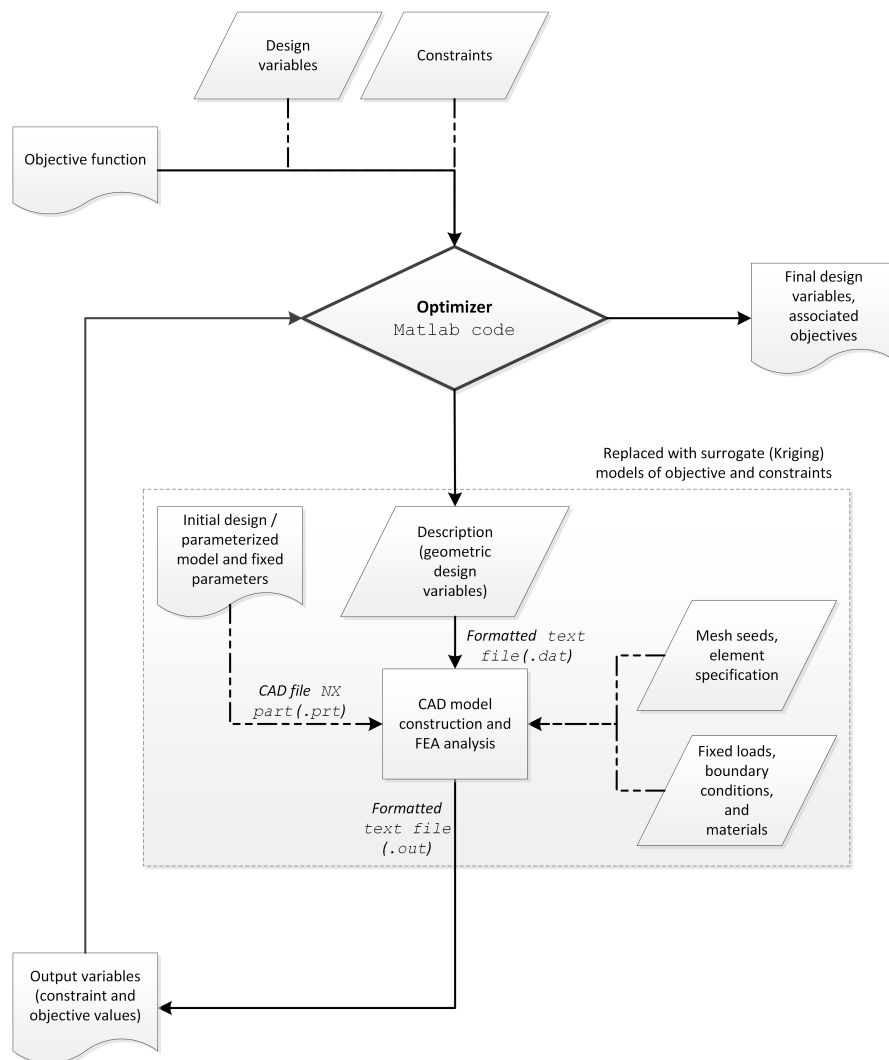 Design
variables
Constraints
Objective function
Optimizer
Matlab code
Final design
variables,
associated
objectives
Replaced with surrogate (Kriging)
models of objective and constraints
Initial design /
parameterized
model and fixed
parameters
Description
(geometric
design
variables)
Formatted text
file(.dat)
Mesh seeds,
element
specification
CAD file NX
part(.prt)
CAD model
construction and
FEA analysis
Fixed loads,
boundary
conditions,
and
materials
Formatted
text file
(.out)
Output variables
(constraint and
objective values)